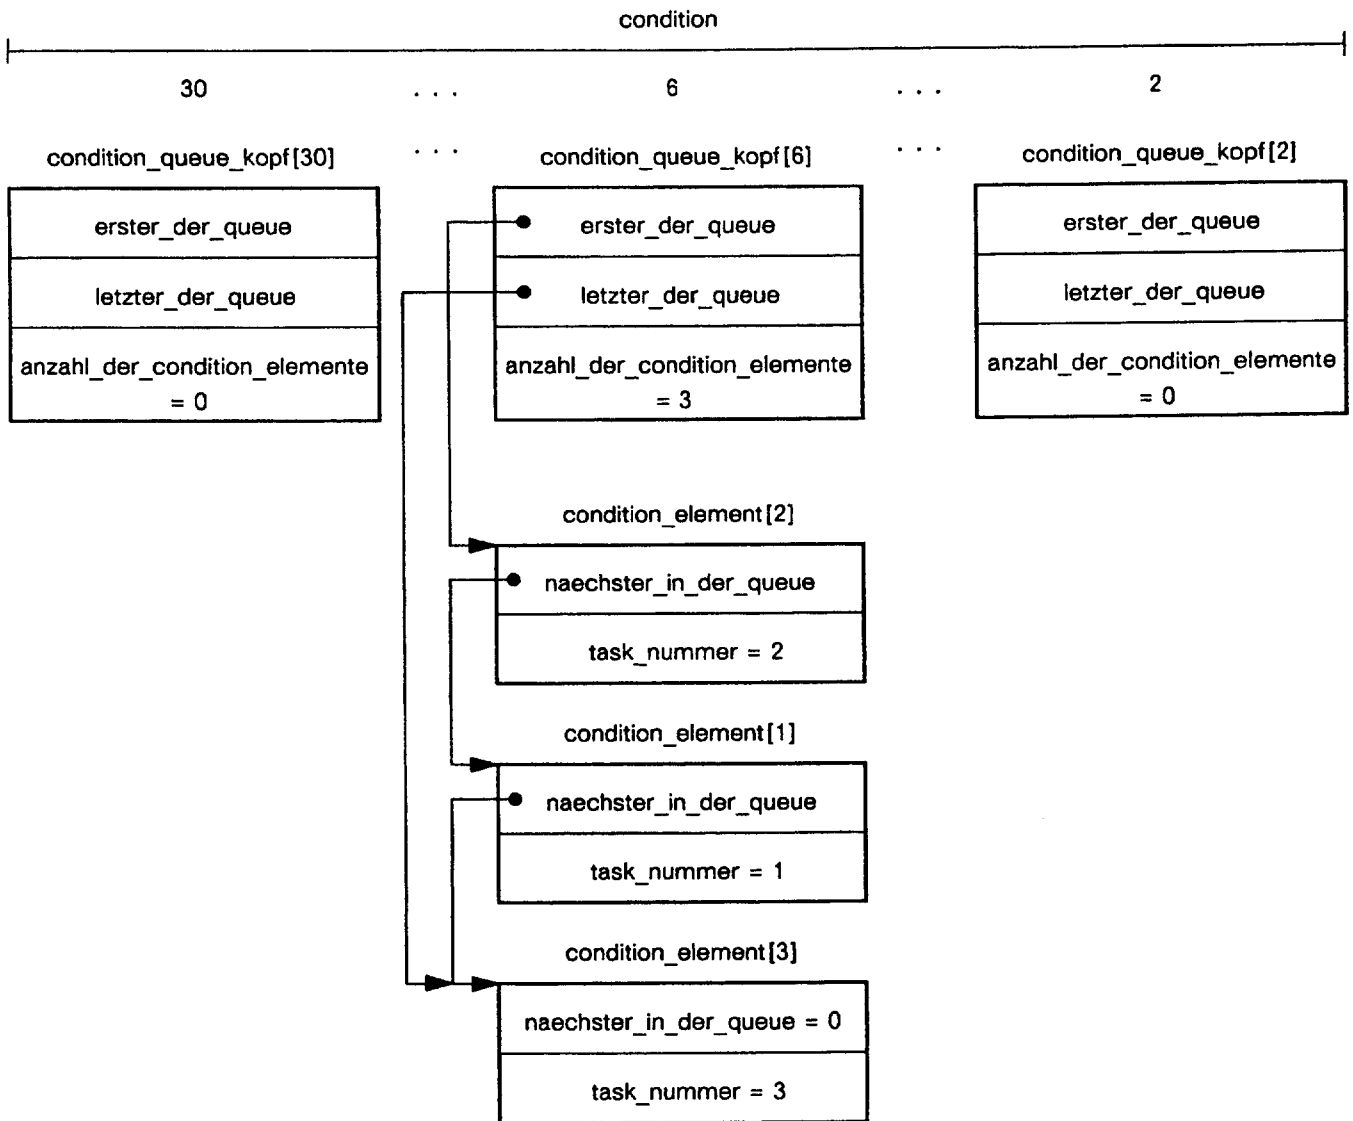 condition
30 . . . 6 . . . 2
condition_queue_kopf[30] . . . condition_queue_kopf[6] . . . condition_queue_kopf[2]
erster_der_queue erster_der_queue erster_der_queue
letzter_der_queue letzter_der_queue letzter_der_queue
anzahl_der_condition_elemente anzahl_der_condition_elemente anzahl_der_condition_elemente
= 0 = 3 = 0
condition_element[2]
naechster_in_der_queue
task_nummer = 2
condition_element[1]
naechster_in_der_queue
task_nummer = 1
condition_element[3]
naechster_in_der_queue = 0
task_nummer = 3